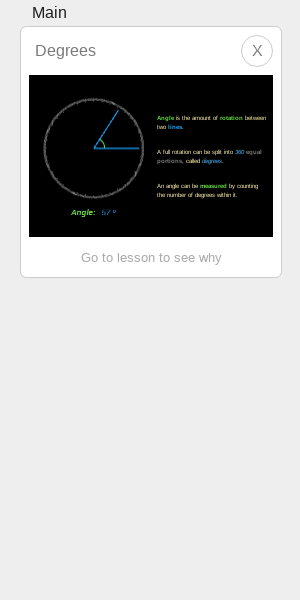 Main
Degrees
X
Angle is the amount of rotation between
two lines.
A full rotation can be split into 360 equal
portions, called degrees.
An angle can be measured by counting
the number of degrees within it.
Angle: 57 º
Go to lesson to see why